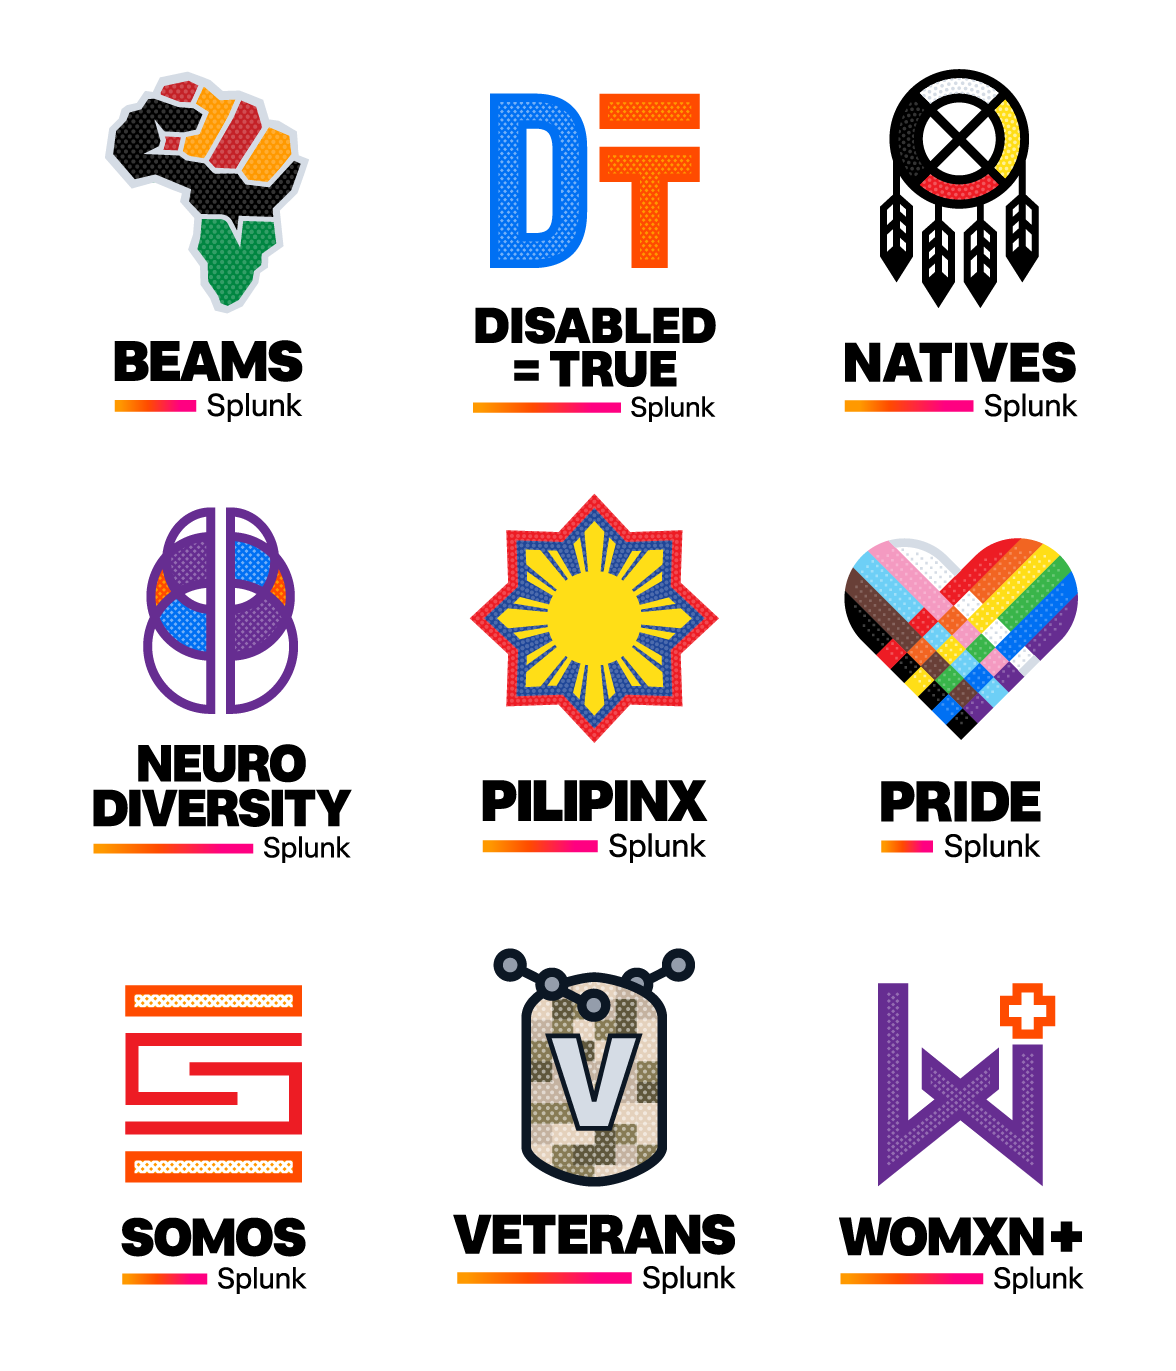 DT
BEAMS
Splunk
DISABLED
= TRUE
Splunk
NATIVES
Splunk
NEURO
DIVERSITY
Splunk
PILIPINX
Splunk
PRIDE
Splunk
S
SOMOS
Splunk
V
VETERANS
Splunk
W+
WOMXN+
Splunk